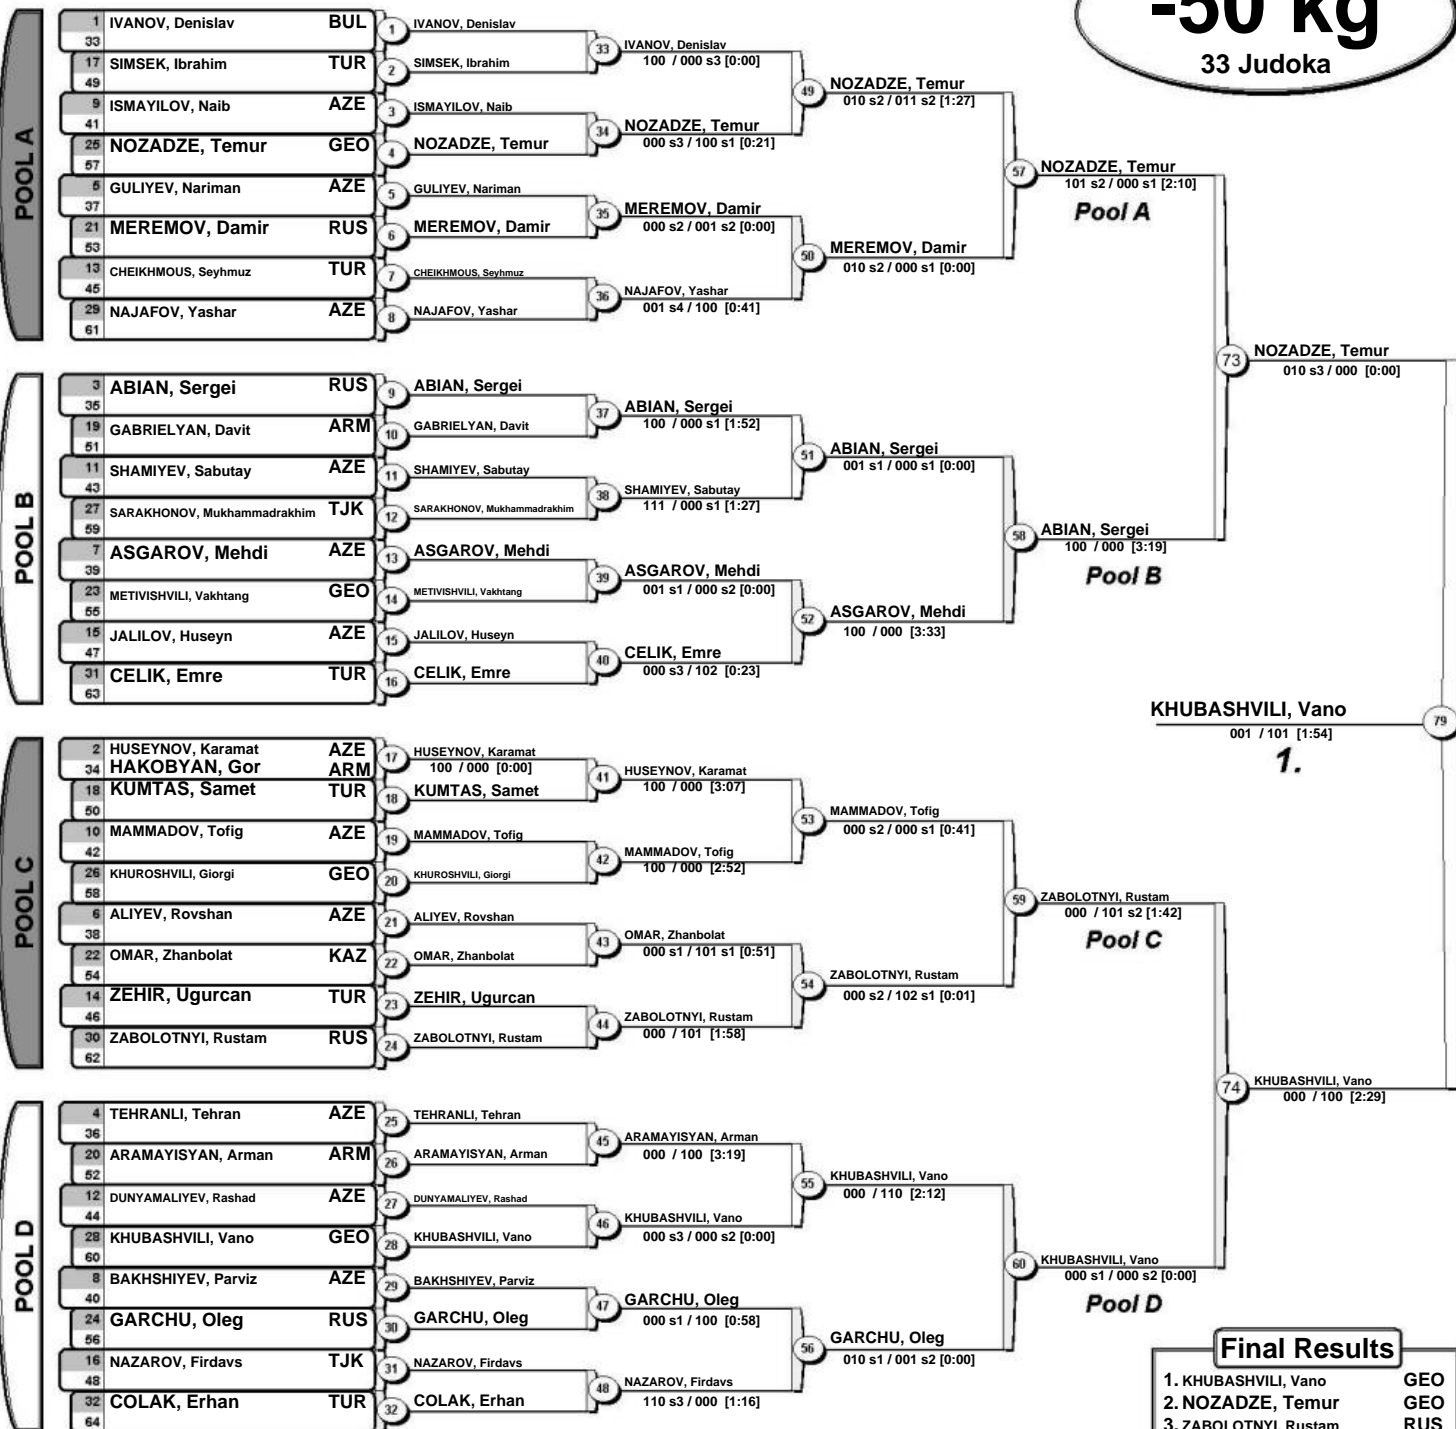 -50 kg
33 Judoka
POOL A
1 IVANOV, Denislav BUL
33
17 SIMSEK, Ibrahim TUR
49
9 ISMAYILOV, Naib AZE
41
25 NOZADZE, Temur GEO
57
5 GULIYEV, Nariman AZE
37
21 MEREMOV, Damir RUS
53
13 CHEIKHMOUS, Seyhmuz TUR
45
29 NAJAFOV, Yashar AZE
61
1 IVANOV, Denislav
2 SIMSEK, Ibrahim
3 ISMAYILOV, Naib
4 NOZADZE, Temur
5 GULIYEV, Nariman
6 MEREMOV, Damir
7 CHEIKHMOUS, Seyhmuz
8 NAJAFOV, Yashar
33 IVANOV, Denislav
100 / 000 s3 [0:00]
34 NOZADZE, Temur
000 s3 / 100 s1 [0:21]
35 MEREMOV, Damir
000 s2 / 001 s2 [0:00]
36 NAJAFOV, Yashar
001 s4 / 100 [0:41]
49 NOZADZE, Temur
010 s2 / 011 s2 [1:27]
50 MEREMOV, Damir
010 s2 / 000 s1 [0:00]
57 NOZADZE, Temur
101 s2 / 000 s1 [2:10]
Pool A
POOL B
3 ABIAN, Sergei RUS
35
19 GABRIELYAN, Davit ARM
51
11 SHAMIYEV, Sabutay AZE
43
27 SARAKHONOV, Mukhammadrakhim TJK
59
7 ASGAROV, Mehdi AZE
39
23 METIVISHVILI, Vakhtang GEO
55
15 JALILOV, Huseyn AZE
47
31 CELIK, Emre TUR
63
9 ABIAN, Sergei
10 GABRIELYAN, Davit
11 SHAMIYEV, Sabutay
12 SARAKHONOV, Mukhammadrakhim
13 ASGAROV, Mehdi
14 METIVISHVILI, Vakhtang
15 JALILOV, Huseyn
16 CELIK, Emre
37 ABIAN, Sergei
100 / 000 s1 [1:52]
38 SHAMIYEV, Sabutay
111 / 000 s1 [1:27]
39 ASGAROV, Mehdi
001 s1 / 000 s2 [0:00]
40 CELIK, Emre
000 s3 / 102 [0:23]
51 ABIAN, Sergei
001 s1 / 000 s1 [0:00]
52 ASGAROV, Mehdi
100 / 000 [3:33]
58 ABIAN, Sergei
100 / 000 [3:19]
Pool B
73 NOZADZE, Temur
010 s3 / 000 [0:00]
KHUBASHVILI, Vano
79
001 / 101 [1:54]
1.
POOL C
2 HUSEYNOV, Karamat AZE
34 HAKOBYAN, Gor ARM
18 KUMTAS, Samet TUR
50
10 MAMMADOV, Tofig AZE
42
26 KHUROSHVILI, Giorgi GEO
58
6 ALIYEV, Rovshan AZE
38
22 OMAR, Zhanbolat KAZ
54
14 ZEHIR, Ugurcan TUR
46
30 ZABOLOTNYI, Rustam RUS
62
17 HUSEYNOV, Karamat
100 / 000 [0:00]
18 KUMTAS, Samet
19 MAMMADOV, Tofig
20 KHUROSHVILI, Giorgi
21 ALIYEV, Rovshan
22 OMAR, Zhanbolat
23 ZEHIR, Ugurcan
24 ZABOLOTNYI, Rustam
41 HUSEYNOV, Karamat
100 / 000 [3:07]
42 MAMMADOV, Tofig
100 / 000 [2:52]
43 OMAR, Zhanbolat
000 s1 / 101 s1 [0:51]
44 ZABOLOTNYI, Rustam
000 / 101 [1:58]
53 MAMMADOV, Tofig
000 s2 / 000 s1 [0:41]
54 ZABOLOTNYI, Rustam
000 s2 / 102 s1 [0:01]
59 ZABOLOTNYI, Rustam
000 / 101 s2 [1:42]
Pool C
POOL D
4 TEHRANLI, Tehran AZE
36
20 ARAMAYISYAN, Arman ARM
52
12 DUNYAMALIYEV, Rashad AZE
44
28 KHUBASHVILI, Vano GEO
60
8 BAKHSHIYEV, Parviz AZE
40
24 GARCHU, Oleg RUS
56
16 NAZAROV, Firdavs TJK
48
32 COLAK, Erhan TUR
64
25 TEHRANLI, Tehran
26 ARAMAYISYAN, Arman
27 DUNYAMALIYEV, Rashad
28 KHUBASHVILI, Vano
29 BAKHSHIYEV, Parviz
30 GARCHU, Oleg
31 NAZAROV, Firdavs
32 COLAK, Erhan
45 ARAMAYISYAN, Arman
000 / 100 [3:19]
46 KHUBASHVILI, Vano
000 s3 / 000 s2 [0:00]
47 GARCHU, Oleg
000 s1 / 100 [0:58]
48 NAZAROV, Firdavs
110 s3 / 000 [1:16]
55 KHUBASHVILI, Vano
000 / 110 [2:12]
56 GARCHU, Oleg
010 s1 / 001 s2 [0:00]
60 KHUBASHVILI, Vano
000 s1 / 000 s2 [0:00]
Pool D
74 KHUBASHVILI, Vano
000 / 100 [2:29]
Final Results
1. KHUBASHVILI, Vano GEO
2. NOZADZE, Temur GEO
3. ZABOLOTNYI, Rustam RUS